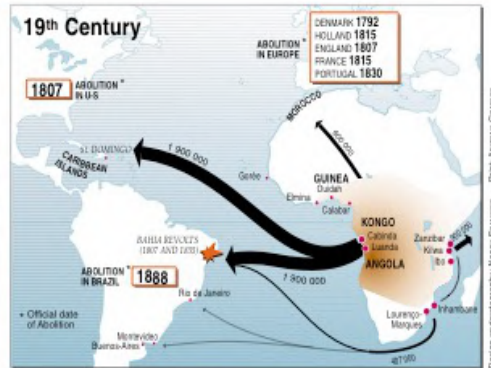 19th Century
1807
ABOLITION *
IN U-S
ABOLITION *
IN EUROPE
DENMARK 1792
HOLLAND 1815
ENGLAND 1807
FRANCE 1815
PORTUGAL 1830
MOROCCO
600 000
ST. DOMINGO
CARIBBEAN
ISLANDS
1 900 000
Gorée
GUINEA
Ouidah
Elmina
Calabar
KONGO
Cabinda
Luanda
ANGOLA
Zanzibar
Kilwa
Ibo
BAHIA REVOLTS
(1807 AND 1835)
ABOLITION *
IN BRAZIL
1888
1 900 000
Rio da Janeiro
Inhambane
Lourenço-
Marques
• Official date
of Abolition
Montevideo
Buenos-Aires